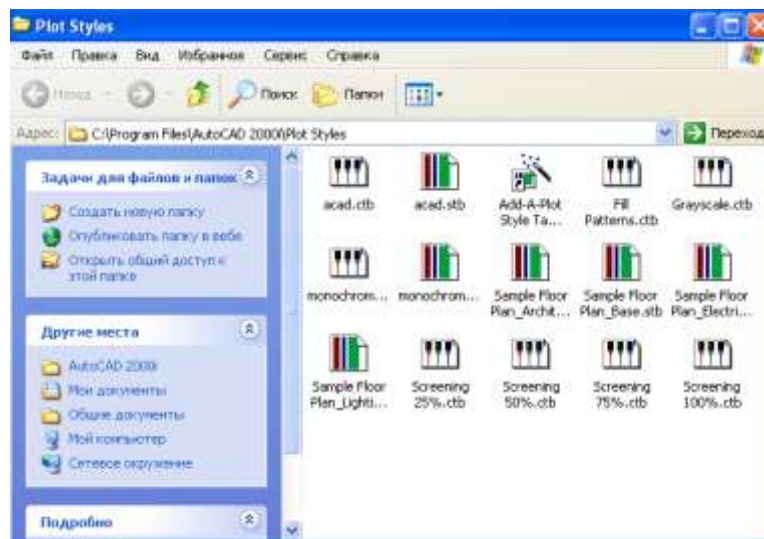 Plot Styles
Файл Правка Вид Избранное Сервис Справка
Назад Поиск Папки
Адрес: C:\Program Files\AutoCAD 2000i\Plot Styles Переход
Задачи для файлов и папок
Создать новую папку
Опубликовать папку в вебе
Открыть общий доступ к
этой папке
Другие места
AutoCAD 2000i
Мои документы
Общие документы
Мой компьютер
Сетевое окружение
Подробно
acad.ctb
acad.stb
Add-A-Plot
Style Ta...
Fill
Patterns.ctb
Grayscale.ctb
monochrom...
monochrom...
Sample Floor
Plan_Archit...
Sample Floor
Plan_Base.stb
Sample Floor
Plan_Electri...
Sample Floor
Plan_Lighti...
Screening
25%.ctb
Screening
50%.ctb
Screening
75%.ctb
Screening
100%.ctb